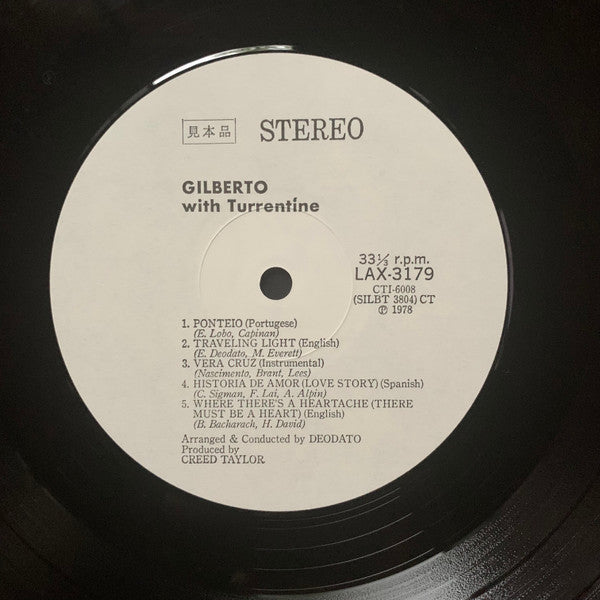 見本品 STEREO
GILBERTO
with Turrentine
33⅓ r.p.m.
LAX-3179
CTI-6008
(SILBT 3804) CT
℗ 1978
1. PONTEIO (Portugese)
(E. Lobo, Capinan)
2. TRAVELING LIGHT (English)
(E. Deodato, M. Everett)
3. VERA CRUZ (Instrumental)
(Nascimento, Brant, Lees)
4. HISTORIA DE AMOR (LOVE STORY) (Spanish)
(C. Sigman, F. Lai, A. Alpin)
5. WHERE THERE'S A HEARTACHE (THERE
MUST BE A HEART) (English)
(B. Bacharach, H. David)
Arranged & Conducted by DEODATO
Produced by
CREED TAYLOR